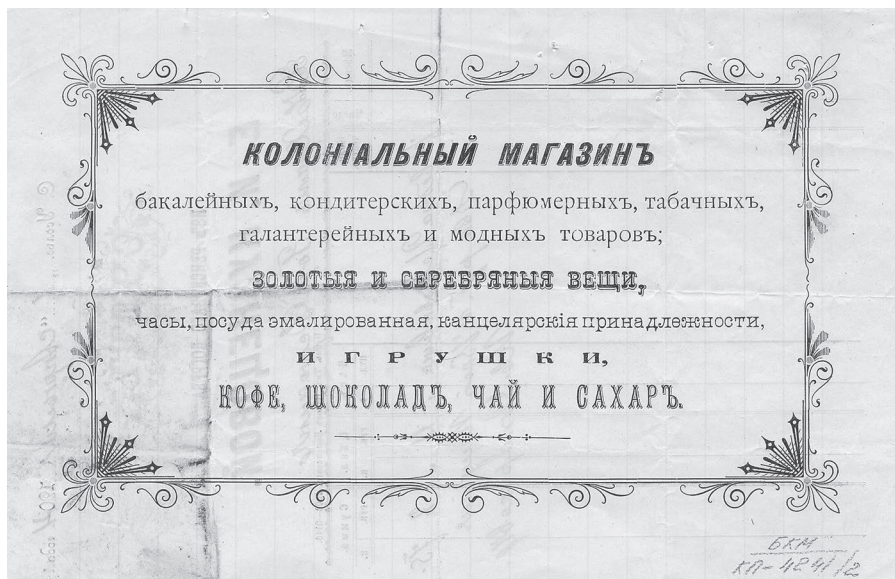 КОЛОНІАЛЬНЫЙ МАГАЗИНЪ
бакалейныхъ, кондитерскихъ, парфюмерныхъ, табачныхъ,
галантерейныхъ и модныхъ товаровъ;
ЗОЛОТЫЯ И СЕРЕБРЯНЫЯ ВЕЩИ,
часы, посуда эмалированная, канцелярскія принадлежности,
ИГРУШКИ,
КОФЕ, ШОКОЛАДЪ, ЧАЙ И САХАРЪ.
БКМ
КП-4841/2